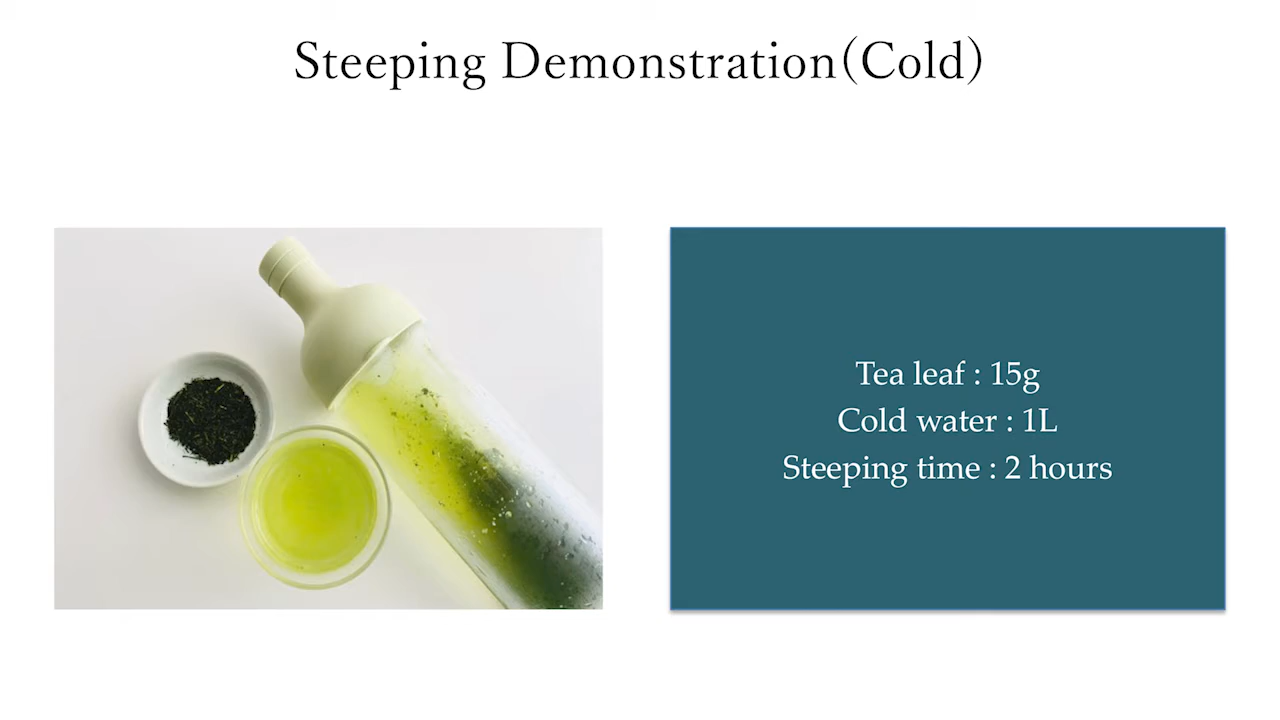 Steeping Demonstration(Cold)
Tea leaf : 15g
Cold water : 1L
Steeping time : 2 hours